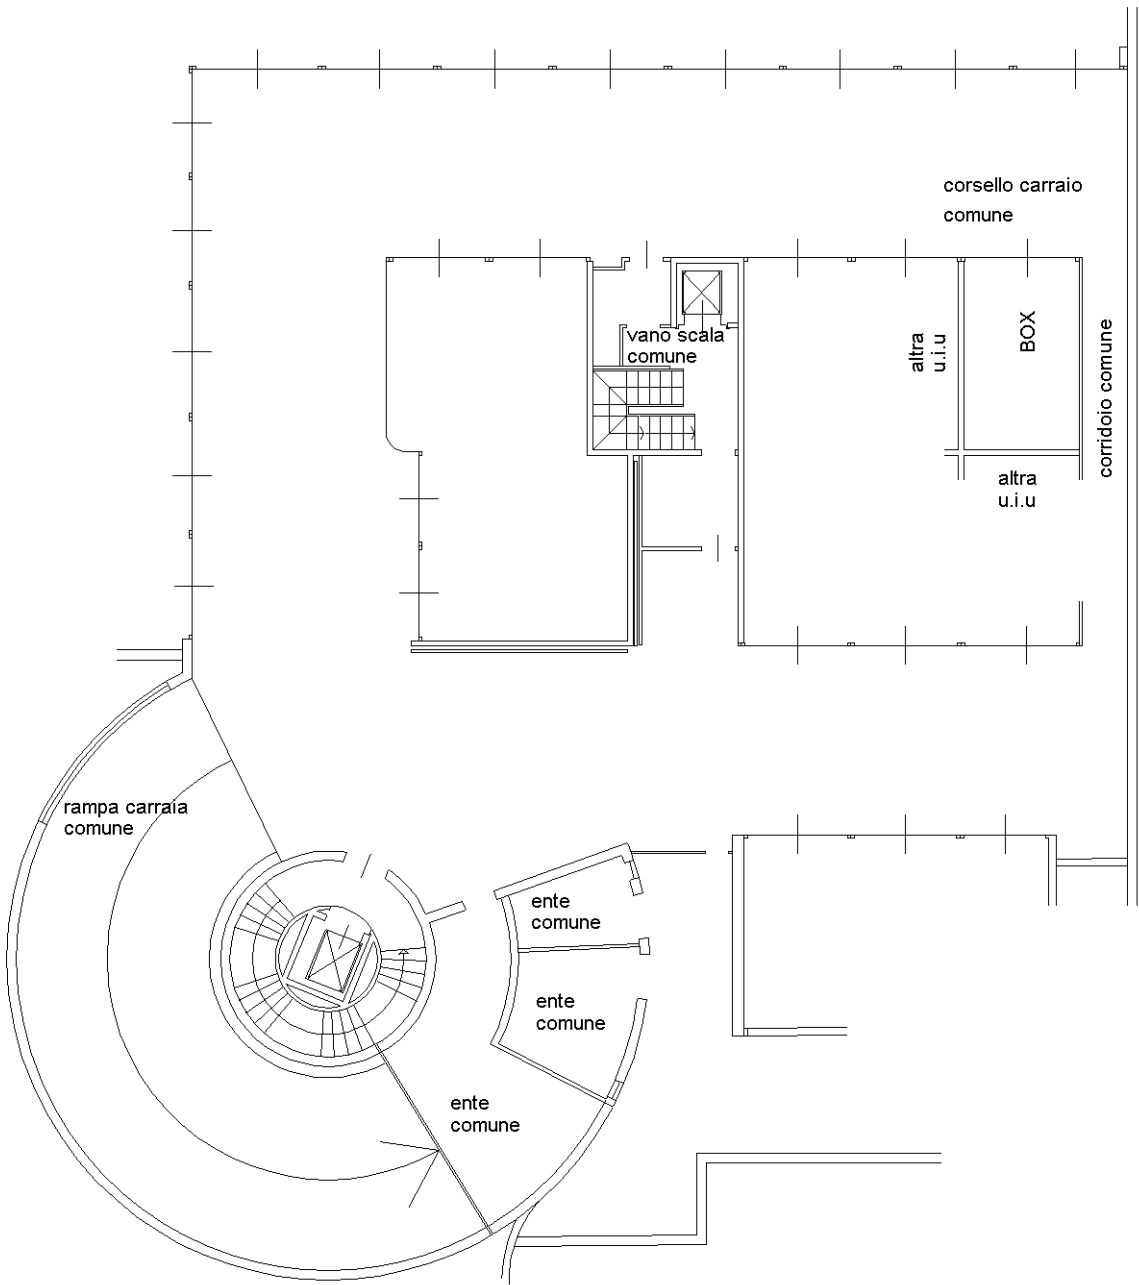 corsello carraio
comune
vano scala
comune
altra
u.i.u
BOX
corridoio comune
altra
u.i.u
rampa carraia
comune
ente
comune
ente
comune
ente
comune